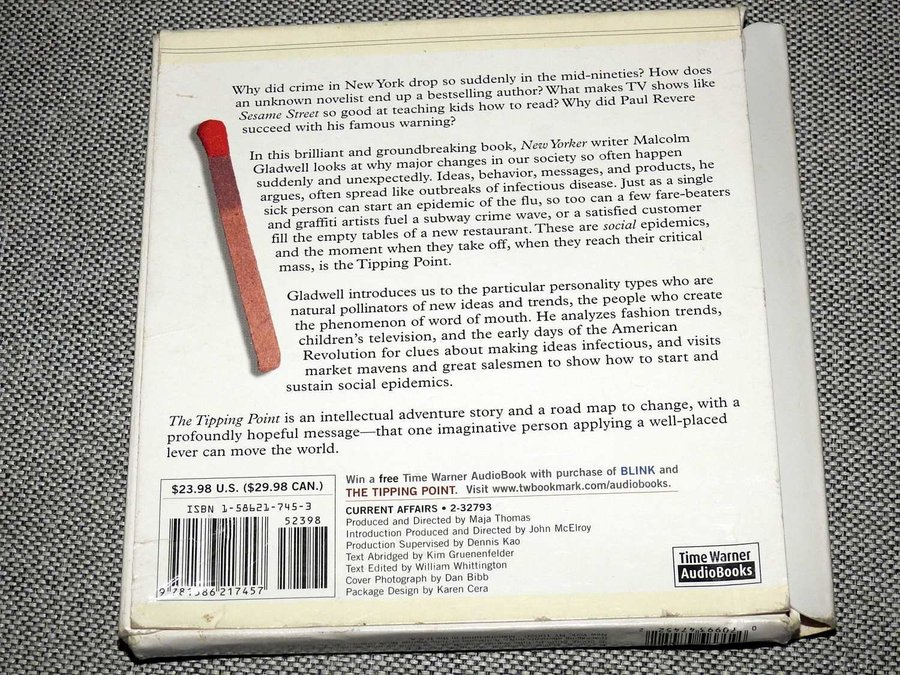 Why did crime in New York drop so suddenly in the mid-nineties? How does
an unknown novelist end up a bestselling author? What makes TV shows like
Sesame Street so good at teaching kids how to read? Why did Paul Revere
succeed with his famous warning?
In this brilliant and groundbreaking book, New Yorker writer Malcolm
Gladwell looks at why major changes in our society so often happen
suddenly and unexpectedly. Ideas, behavior, messages, and products, he
argues, often spread like outbreaks of infectious disease. Just as a single
sick person can start an epidemic of the flu, so too can a few fare-beaters
and graffiti artists fuel a subway crime wave, or a satisfied customer
fill the empty tables of a new restaurant. These are social epidemics,
and the moment when they take off, when they reach their critical
mass, is the Tipping Point.
Gladwell introduces us to the particular personality types who are
natural pollinators of new ideas and trends, the people who create
the phenomenon of word of mouth. He analyzes fashion trends,
children's television, and the early days of the American
Revolution for clues about making ideas infectious, and visits
market mavens and great salesmen to show how to start and
sustain social epidemics.
The Tipping Point is an intellectual adventure story and a road map to change, with a
profoundly hopeful message—that one imaginative person applying a well-placed
lever can move the world.
$23.98 U.S. ($29.98 CAN.)
ISBN 1-58621-745-3
52398
9 781586 217457
Win a free Time Warner AudioBook with purchase of BLINK and
THE TIPPING POINT. Visit www.twbookmark.com/audiobooks.
CURRENT AFFAIRS • 2-32793
Produced and Directed by Maja Thomas
Introduction Produced and Directed by John McElroy
Production Supervised by Dennis Kao
Text Abridged by Kim Gruenenfelder
Text Edited by William Whittington
Cover Photograph by Dan Bibb
Package Design by Karen Cera
Time Warner
AudioBooks